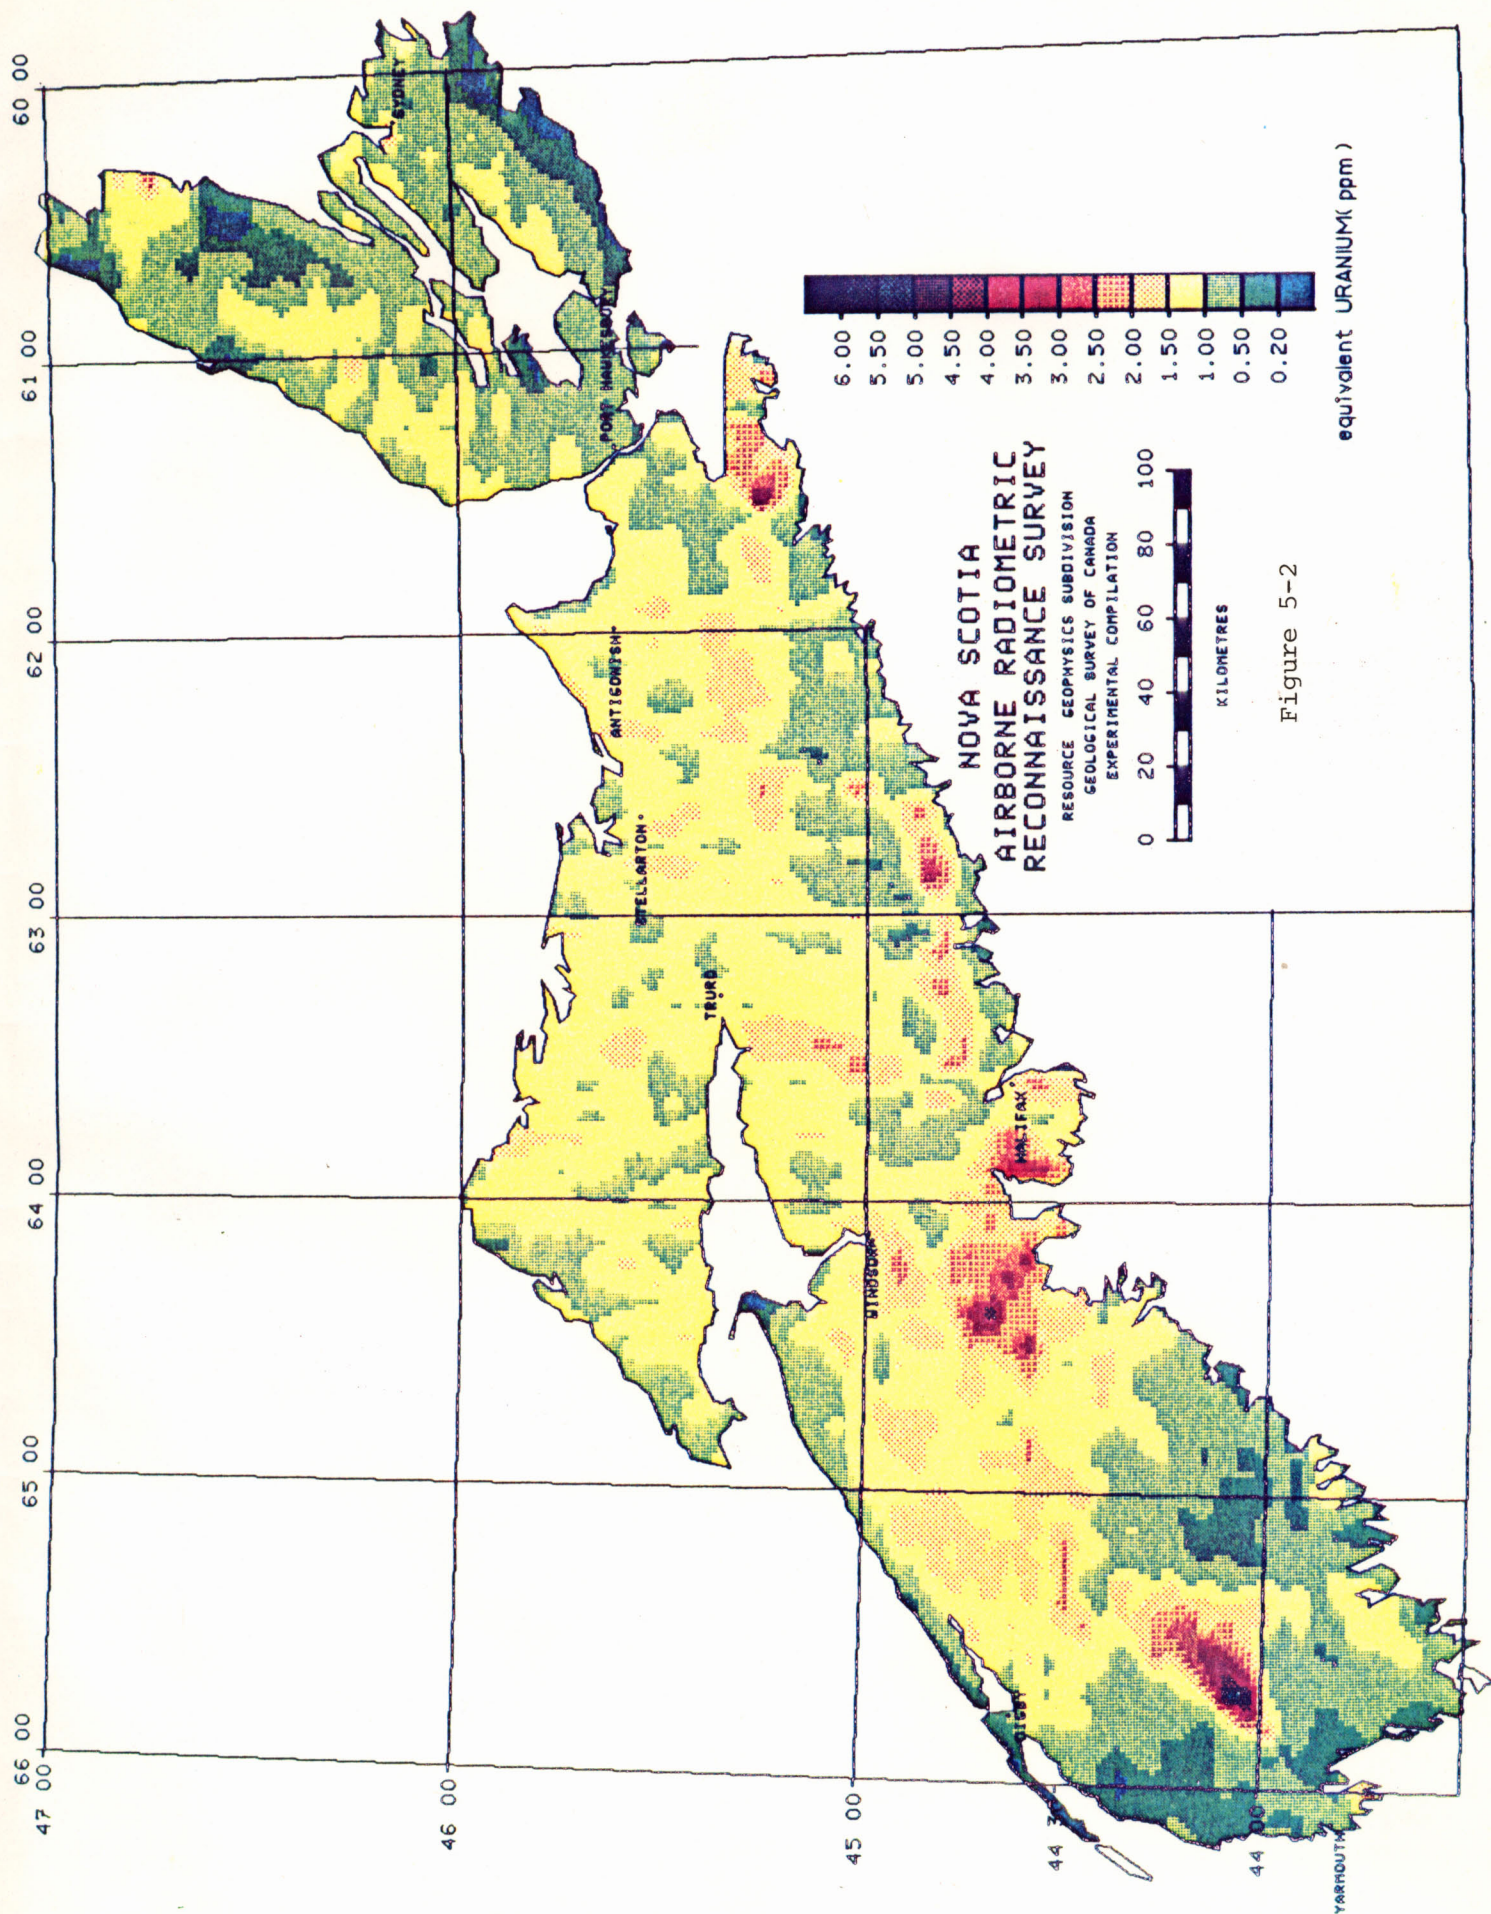 66 00
65 00
64 00
63 00
62 00
61 00
60 00
47 00
46 00
45 00
44 3
44 00
SYDNEY
PORT HAWKESBURY
ANTIGONISH
STELLARTON
TRURO
HALIFAX
WINDSOR
DIGBY
YARMOUTH
NOVA SCOTIA
AIRBORNE RADIOMETRIC
RECONNAISSANCE SURVEY
RESOURCE GEOPHYSICS SUBDIVISION
GEOLOGICAL SURVEY OF CANADA
EXPERIMENTAL COMPILATION
0 20 40 60 80 100
KILOMETRES
Figure 5-2
6.00
5.50
5.00
4.50
4.00
3.50
3.00
2.50
2.00
1.50
1.00
0.50
0.20
equivalent URANIUM( ppm )